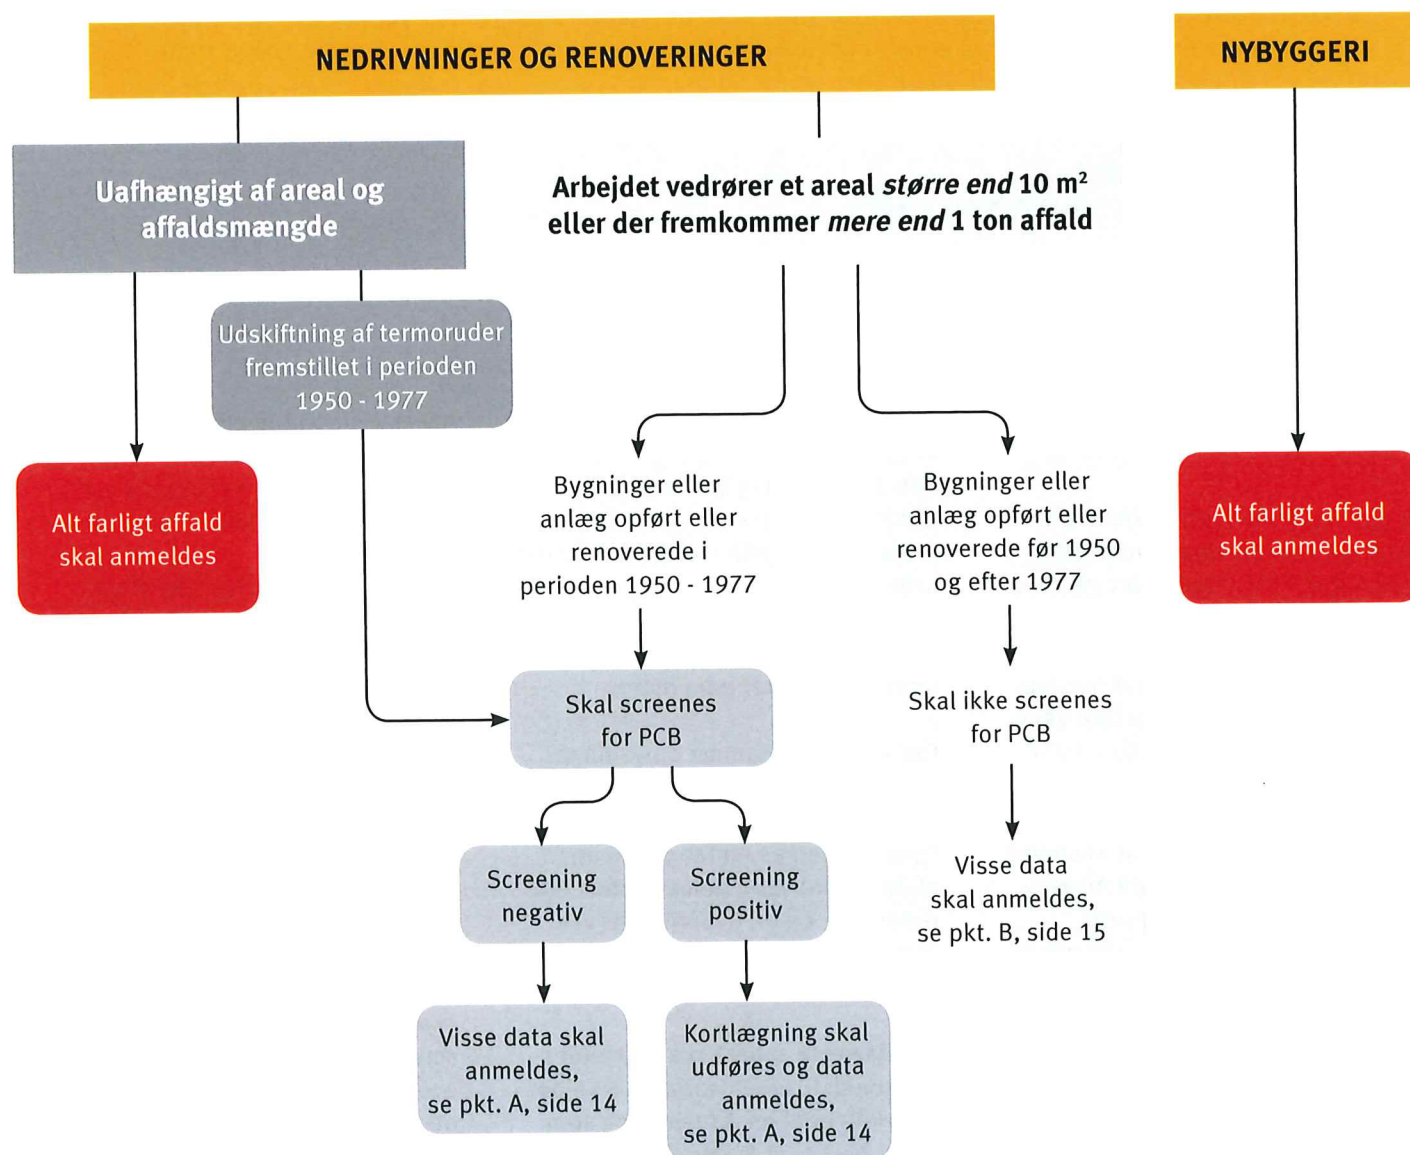 NEDRIVNINGER OG RENOVERINGER
NYBYGGERI
Uafhængigt af areal og
affaldsmængde
Arbejdet vedrører et areal større end 10 m²
eller der fremkommer mere end 1 ton affald
Udskiftning af termoruder
fremstillet i perioden
1950 - 1977
Alt farligt affald
skal anmeldes
Bygninger eller
anlæg opført eller
renoverede i
perioden 1950 - 1977
Bygninger eller
anlæg opført eller
renoverede før 1950
og efter 1977
Alt farligt affald
skal anmeldes
Skal screenes
for PCB
Skal ikke screenes
for PCB
Screening
negativ
Screening
positiv
Visse data
skal anmeldes,
se pkt. B, side 15
Visse data skal
anmeldes,
se pkt. A, side 14
Kortlægning skal
udføres og data
anmeldes,
se pkt. A, side 14